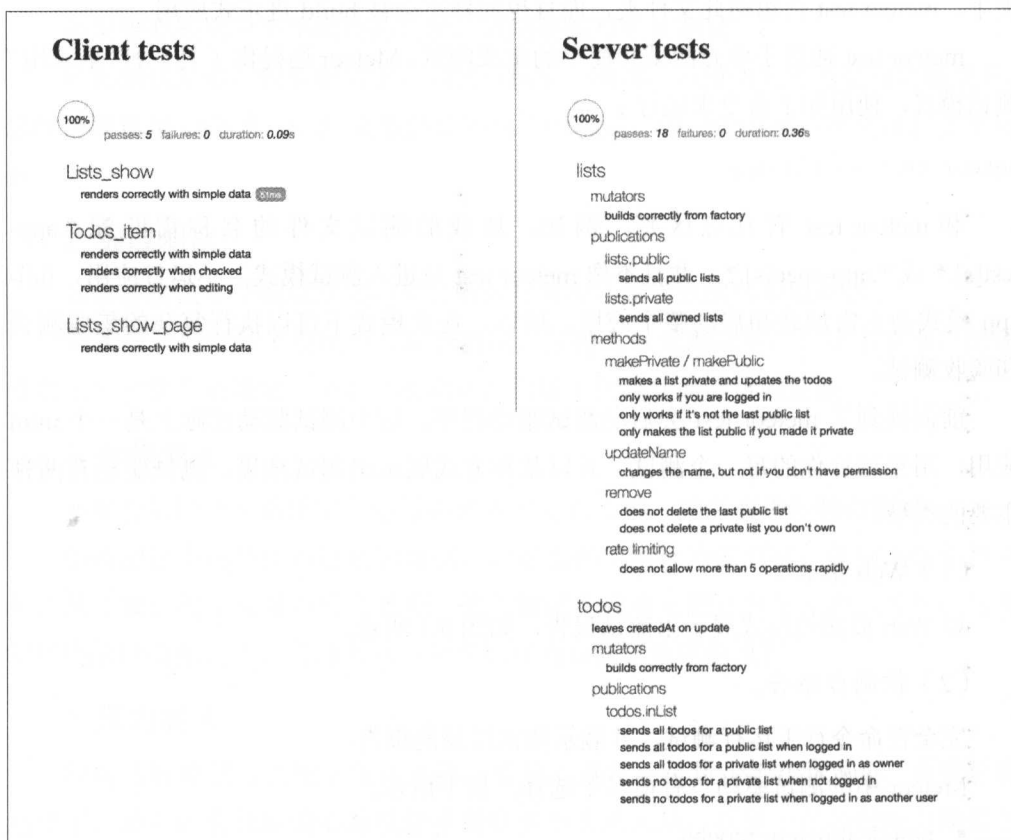 Client tests
100%
passes: 5 failures: 0 duration: 0.09s
Lists_show
renders correctly with simple data 51ms
Todos_item
renders correctly with simple data
renders correctly when checked
renders correctly when editing
Lists_show_page
renders correctly with simple data
Server tests
100%
passes: 18 failures: 0 duration: 0.36s
lists
mutators
builds correctly from factory
publications
lists.public
sends all public lists
lists.private
sends all owned lists
methods
makePrivate / makePublic
makes a list private and updates the todos
only works if you are logged in
only works if it's not the last public list
only makes the list public if you made it private
updateName
changes the name, but not if you don't have permission
remove
does not delete the last public list
does not delete a private list you don't own
rate limiting
does not allow more than 5 operations rapidly
todos
leaves createdAt on update
mutators
builds correctly from factory
publications
todos.inList
sends all todos for a public list
sends all todos for a public list when logged in
sends all todos for a private list when logged in as owner
sends no todos for a private list when not logged in
sends no todos for a private list when logged in as another user